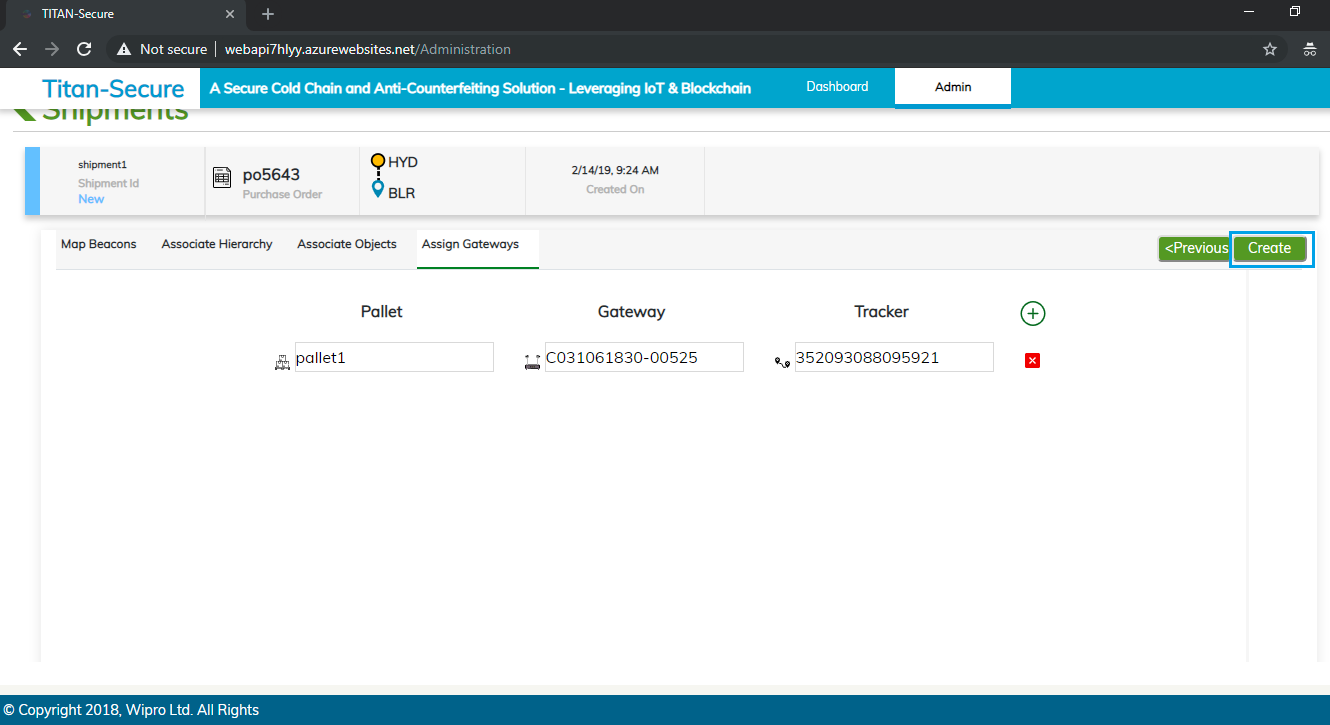 TITAN-Secure
Not secure webapi7hlyy.azurewebsites.net/Administration
Titan-Secure A Secure Cold Chain and Anti-Counterfeiting Solution - Leveraging IoT & Blockchain Dashboard Admin
Shipments
shipment1
Shipment Id
New
po5643
Purchase Order
HYD
BLR
2/14/19, 9:24 AM
Created On
Map Beacons Associate Hierarchy Associate Objects Assign Gateways <Previous Create
Pallet Gateway Tracker
pallet1 C031061830-00525 352093088095921
© Copyright 2018, Wipro Ltd. All Rights